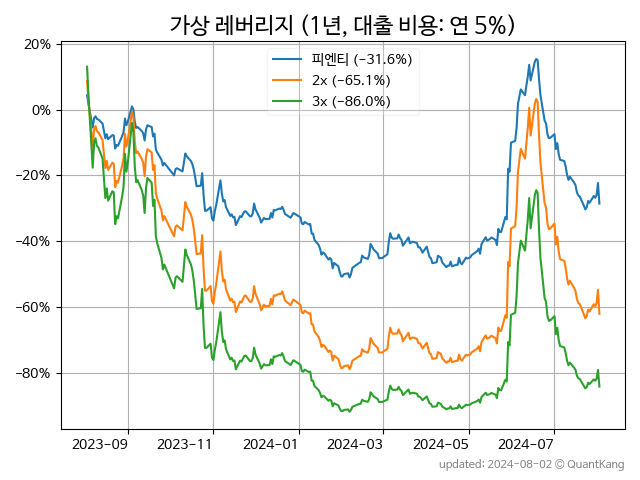 가상 레버리지 (1년, 대출 비용: 연 5%)
피엔티 (−31.6%)
2x (−65.1%)
3x (−86.0%)
20%
0%
−20%
−40%
−60%
−80%
2023-09 2023-11 2024-01 2024-03 2024-05 2024-07
updated: 2024-08-02 © QuantKang